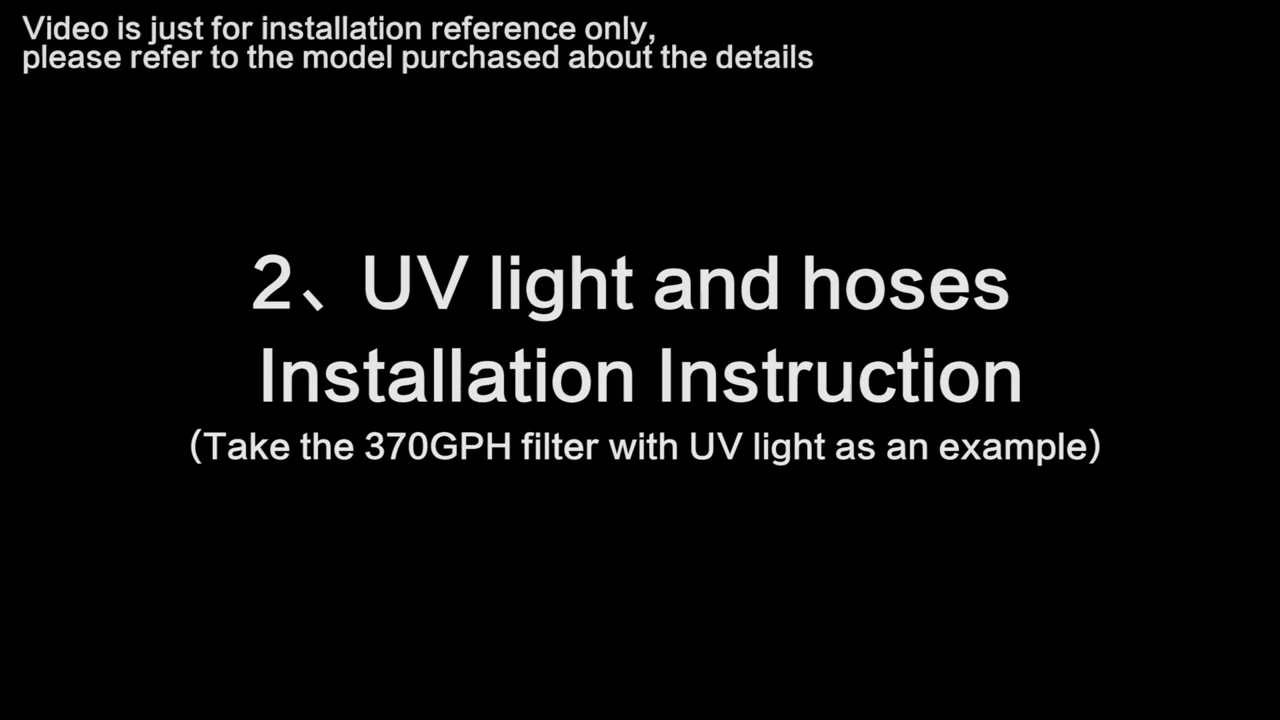 Video is just for installation reference only,
please refer to the model purchased about the details
2、UV light and hoses
Installation Instruction
(Take the 370GPH filter with UV light as an example)